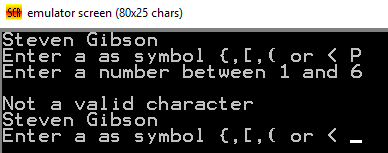 SCR emulator screen (80x25 chars)
Steven Gibson
Enter a as symbol {,[,( or < P
Enter a number between 1 and 6
Not a valid character
Steven Gibson
Enter a as symbol {,[,( or < _